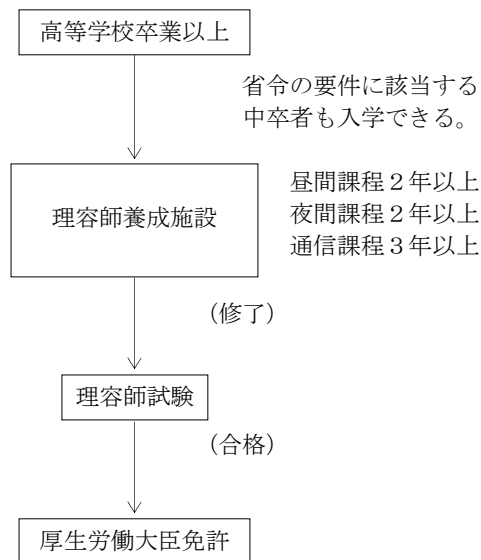 高等学校卒業以上
省令の要件に該当する
中卒者も入学できる。
理容師養成施設
昼間課程２年以上
夜間課程２年以上
通信課程３年以上
（修了）
理容師試験
（合格）
厚生労働大臣免許